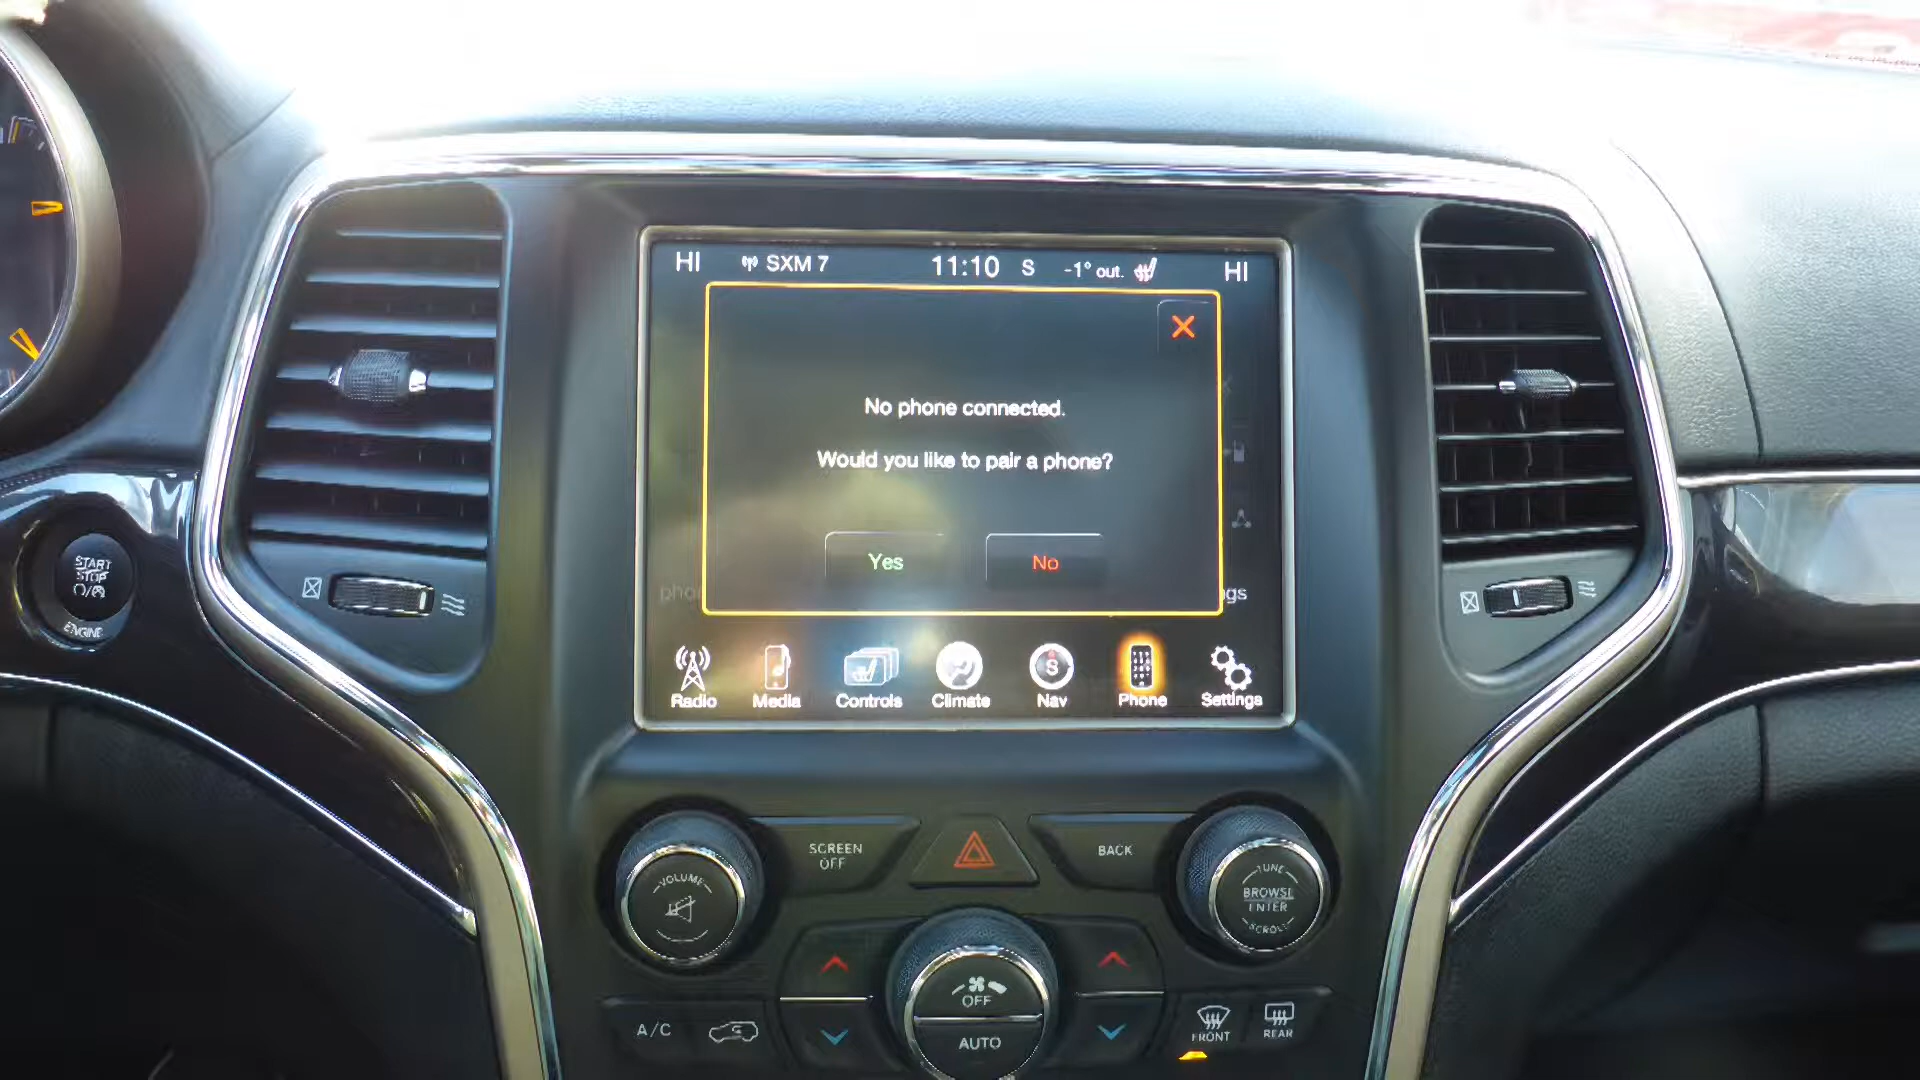 HI SXM 7 11:10 S -1° out. HI
No phone connected.
Would you like to pair a phone?
Yes No
phon
gs
Radio Media Controls Climate Nav Phone Settings
START
STOP
ENGINE
SCREEN
OFF
BACK
VOLUME
TUNE
BROWSE
ENTER
SCROLL
OFF
AUTO
A/C
FRONT
REAR